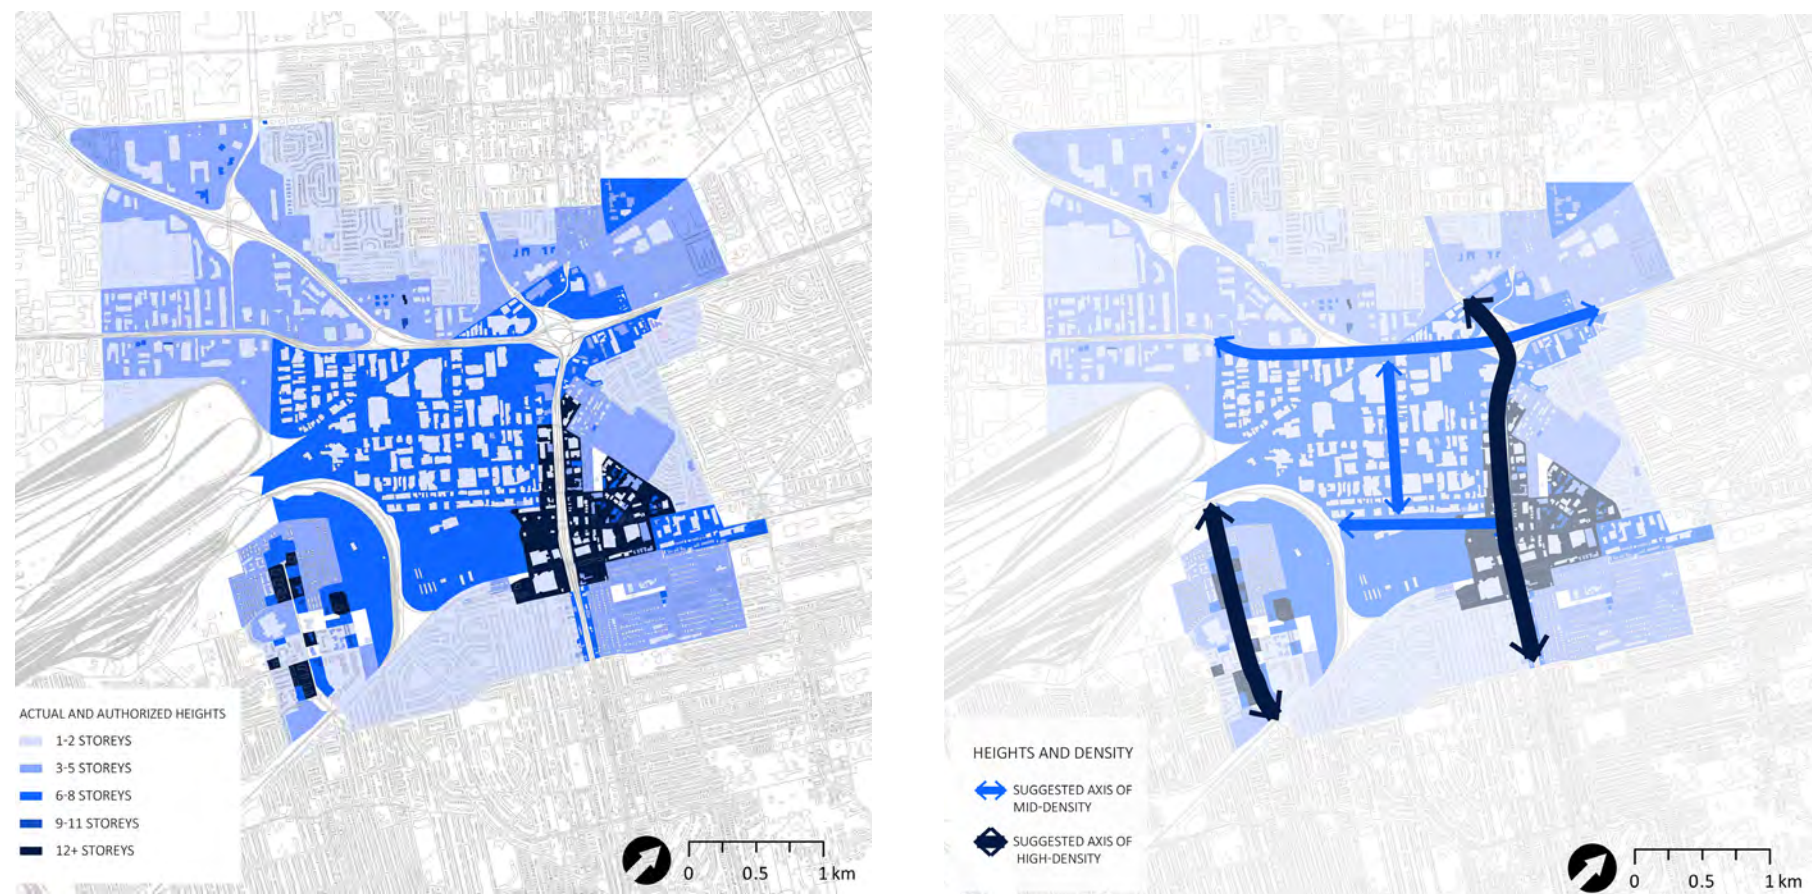 ACTUAL AND AUTHORIZED HEIGHTS
1-2 STOREYS
3-5 STOREYS
6-8 STOREYS
9-11 STOREYS
12+ STOREYS
0 0.5 1 km
HEIGHTS AND DENSITY
SUGGESTED AXIS OF
MID-DENSITY
SUGGESTED AXIS OF
HIGH-DENSITY
0 0.5 1 km